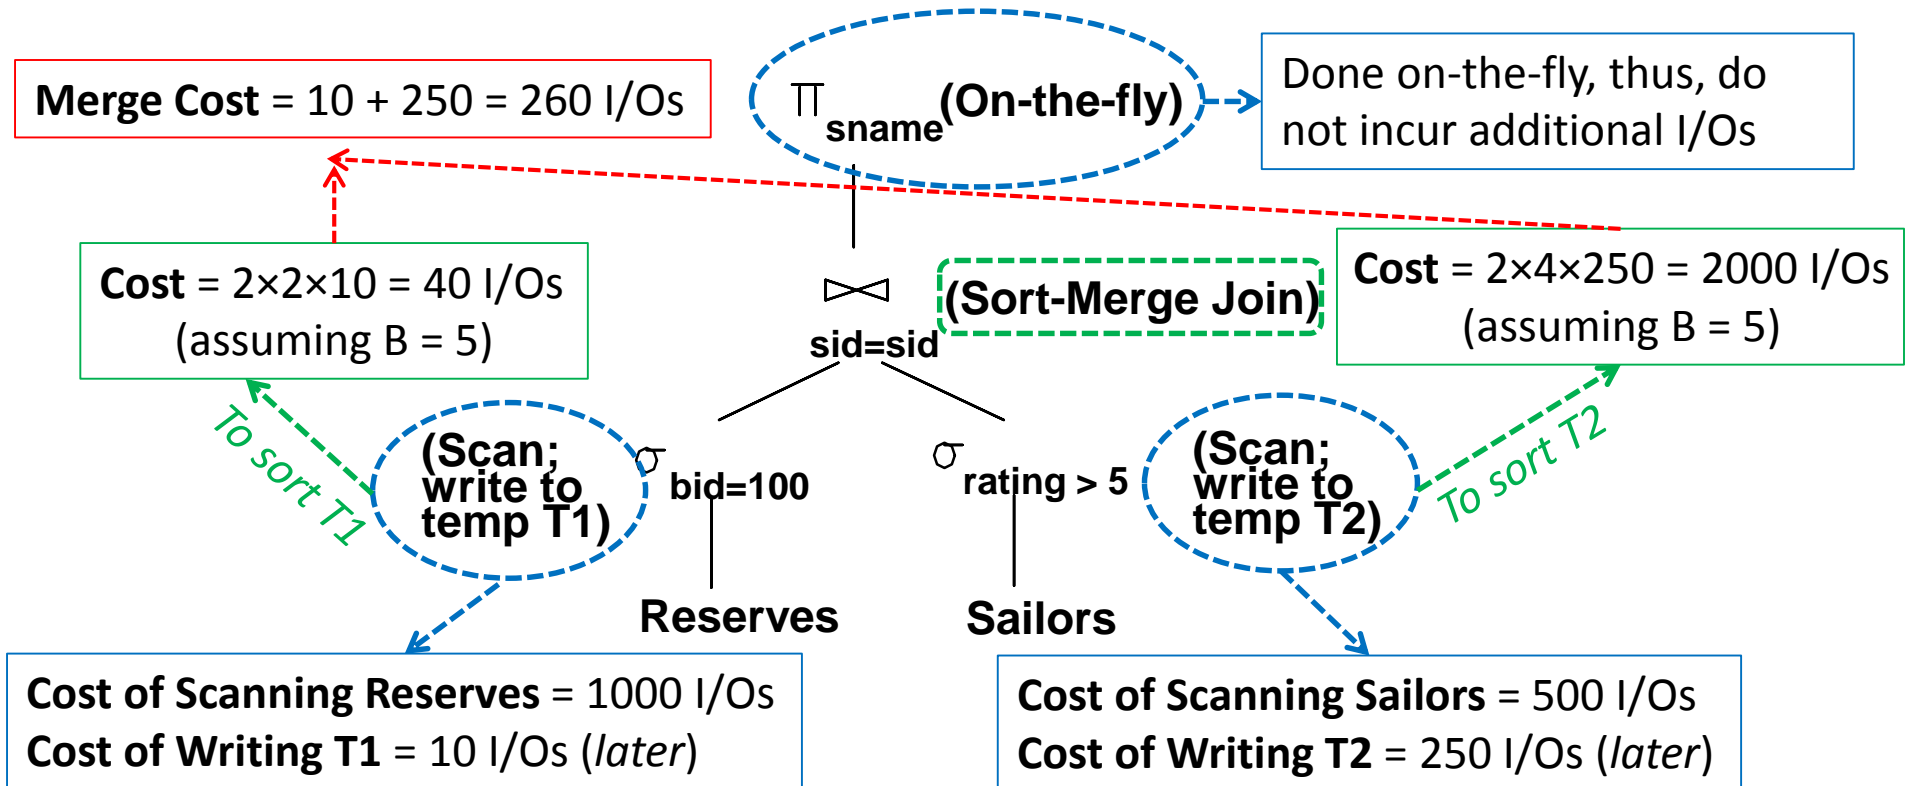 Merge Cost = 10 + 250 = 260 I/Os
π sname (On-the-fly)
Done on-the-fly, thus, do
not incur additional I/Os
Cost = 2×2×10 = 40 I/Os
(assuming B = 5)
⋈
sid=sid
(Sort-Merge Join)
Cost = 2×4×250 = 2000 I/Os
(assuming B = 5)
To sort T1
(Scan;
write to
temp T1)
σ bid=100
σ rating > 5
(Scan;
write to
temp T2)
To sort T2
Reserves
Sailors
Cost of Scanning Reserves = 1000 I/Os
Cost of Writing T1 = 10 I/Os (later)
Cost of Scanning Sailors = 500 I/Os
Cost of Writing T2 = 250 I/Os (later)